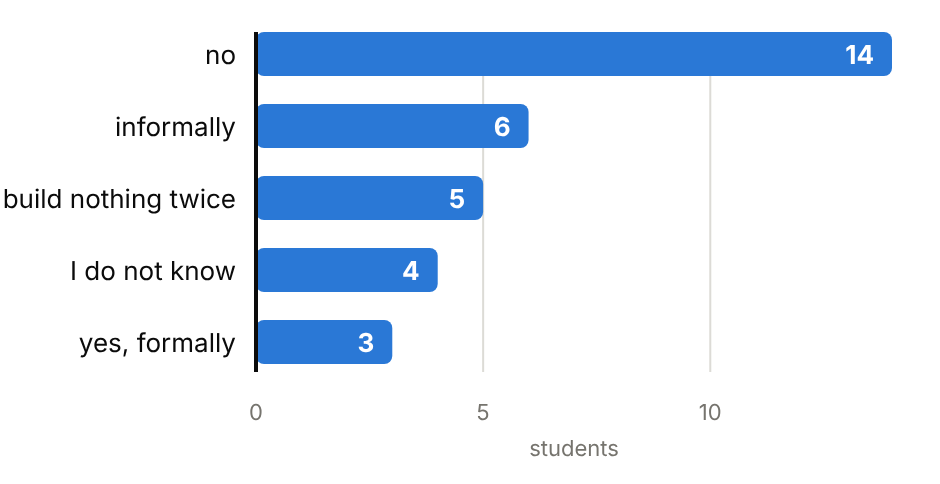 no 14
informally 6
build nothing twice 5
I do not know 4
yes, formally 3
0 5 10
students